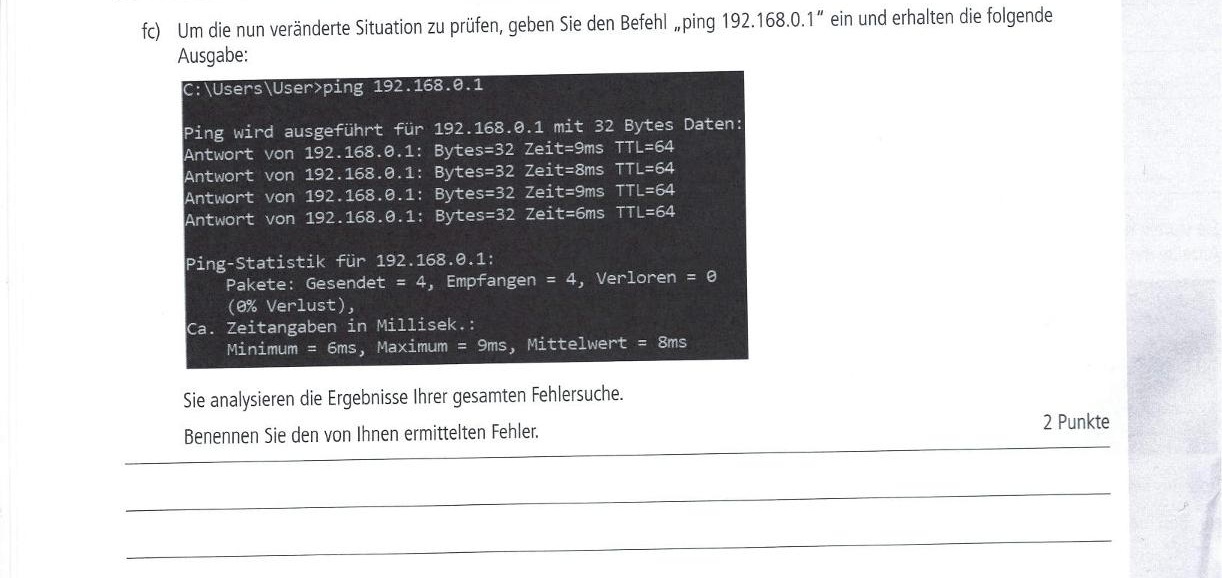 fc) Um die nun veränderte Situation zu prüfen, geben Sie den Befehl „ping 192.168.0.1“ ein und erhalten die folgende
Ausgabe:
C:\Users\User>ping 192.168.0.1
Ping wird ausgeführt für 192.168.0.1 mit 32 Bytes Daten:
Antwort von 192.168.0.1: Bytes=32 Zeit=9ms TTL=64
Antwort von 192.168.0.1: Bytes=32 Zeit=8ms TTL=64
Antwort von 192.168.0.1: Bytes=32 Zeit=9ms TTL=64
Antwort von 192.168.0.1: Bytes=32 Zeit=6ms TTL=64
Ping-Statistik für 192.168.0.1:
Pakete: Gesendet = 4, Empfangen = 4, Verloren = 0
(0% Verlust),
Ca. Zeitangaben in Millisek.:
Minimum = 6ms, Maximum = 9ms, Mittelwert = 8ms
Sie analysieren die Ergebnisse Ihrer gesamten Fehlersuche.
Benennen Sie den von Ihnen ermittelten Fehler.
2 Punkte